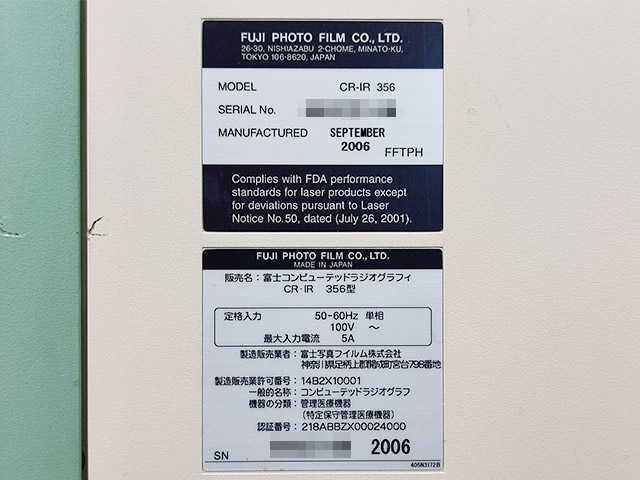 FUJI PHOTO FILM CO., LTD.
26-30, NISHIAZABU 2-CHOME, MINATO-KU,
TOKYO 106-8620, JAPAN
MODEL CR-IR 356
SERIAL No.
MANUFACTURED SEPTEMBER
2006 FFTPH
Complies with FDA performance
standards for laser products except
for deviations pursuant to Laser
Notice No.50, dated (July 26, 2001).
FUJI PHOTO FILM CO., LTD.
MADE IN JAPAN
販売名：富士コンピューテッドラジオグラフィ
CR-IR 356型
定格入力 50-60Hz 単相
100V ～
最大入力電流 5A
製造販売業者：富士写真フイルム株式会社
神奈川県足柄上郡開成町宮台798番地
製造販売業許可番号：14B2X10001
一般的名称：コンピューテッドラジオグラフ
機器の分類：管理医療機器
（特定保守管理医療機器）
認証番号：218ABBZX00024000
SN 2006
405N3172B